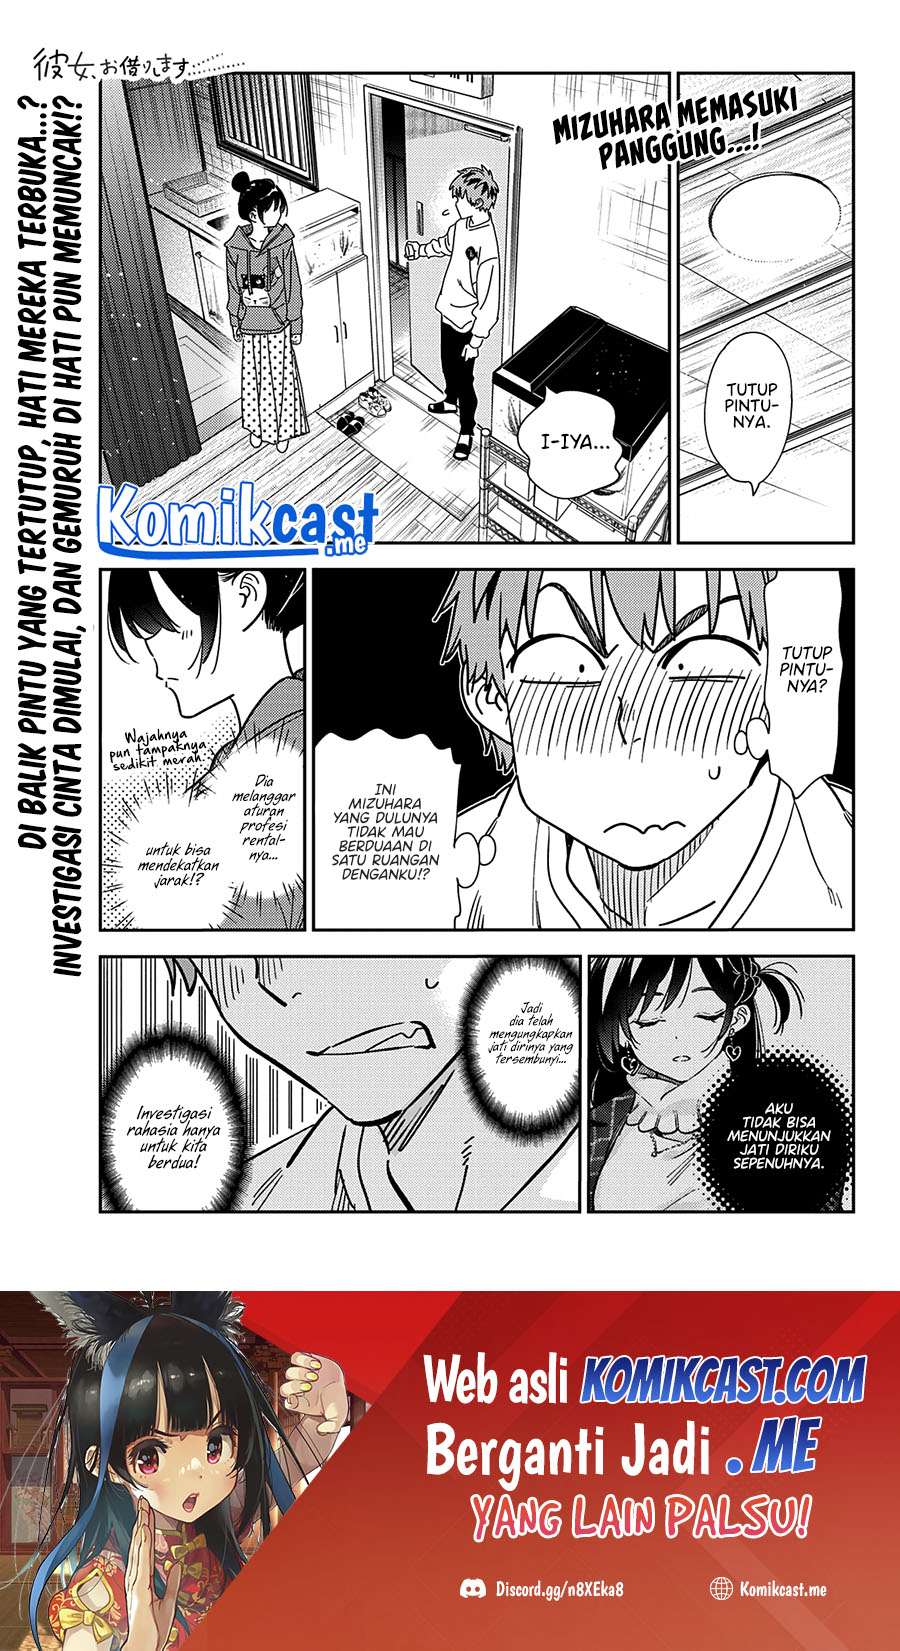 彼女、お借りします
DI BALIK PINTU YANG TERTUTUP, HATI MEREKA TERBUKA...?
INVESTIGASI CINTA DIMULAI, DAN GEMURUH DI HATI PUN MEMUNCAK!?
MIZUHARA MEMASUKI
PANGGUNG...!
TUTUP
PINTU-
NYA.
I-IYA...
Komikcast
.me
TUTUP
PINTU-
NYA?
INI
MIZUHARA
YANG DULUNYA
TIDAK MAU
BERDUAAN DI
SATU RUANGAN
DENGANKU!?
Wajahnya
pun tampaknya
sedikit merah...
Dia
melanggar
aturan
profesi
rental-
nya...
untuk bisa
mendekatkan
jarak!?
AKU
TIDAK BISA
MENUNJUKKAN
JATI DIRIKU
SEPENUHNYA.
Jadi
dia telah
mengungkapkan
jati dirinya yang
tersembunyi...
Investigasi
rahasia hanya
untuk kita
berdua!
Web asli KOMIKCAST.COM
Berganti Jadi .ME
YANG LAIN PALSU!
Discord.gg/n8XEka8
Komikcast.me